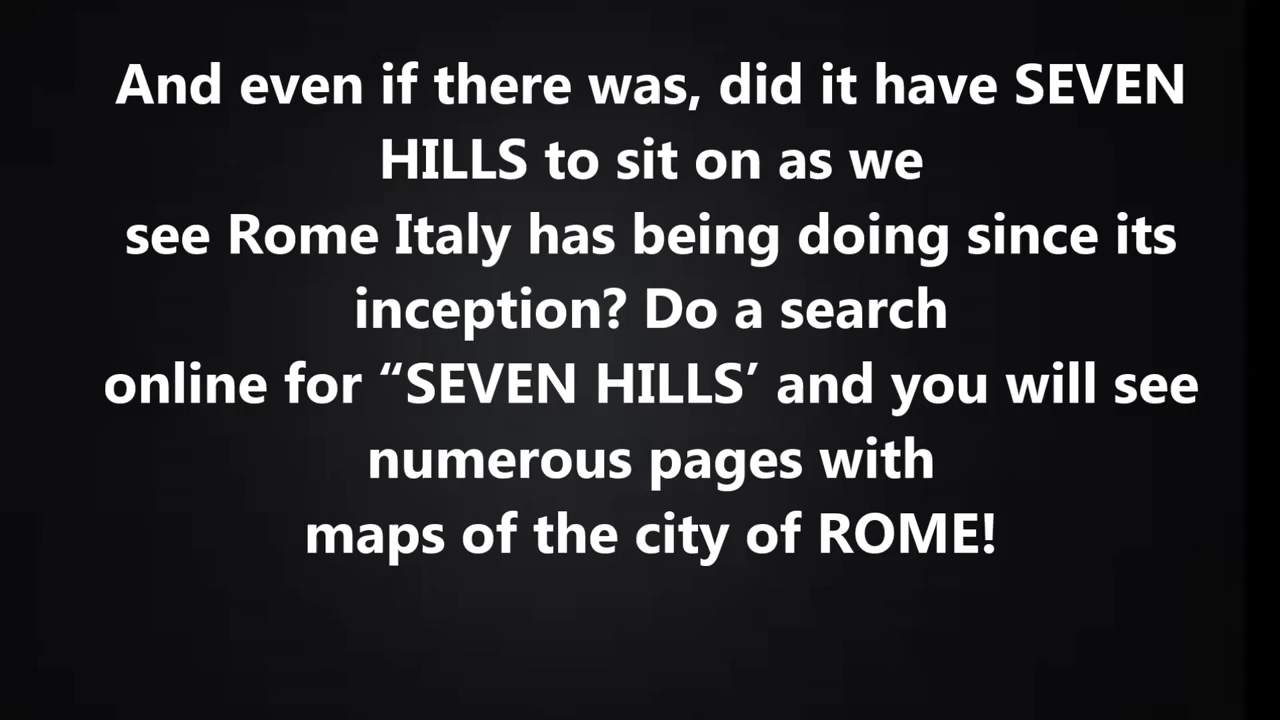 And even if there was, did it have SEVEN
HILLS to sit on as we
see Rome Italy has being doing since its
inception? Do a search
online for “SEVEN HILLS’ and you will see
numerous pages with
maps of the city of ROME!